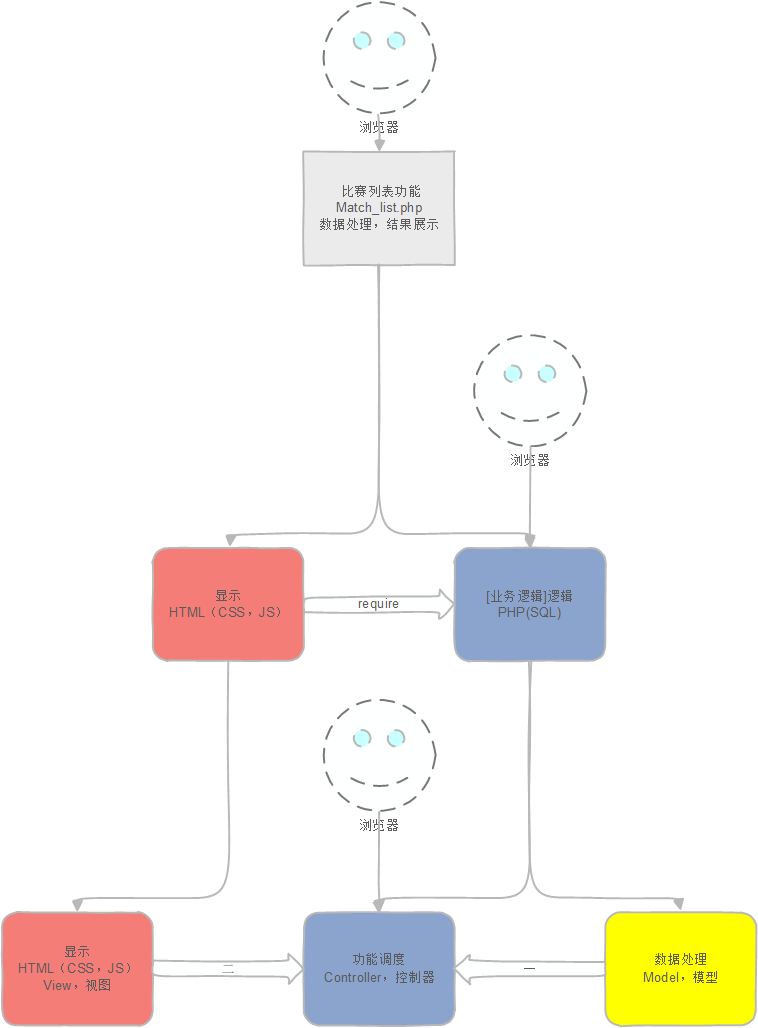 浏览器
比赛列表功能
Match_list.php
数据处理，结果展示
浏览器
显示
HTML（CSS，JS）
require
[业务逻辑]逻辑
PHP(SQL)
浏览器
显示
HTML（CSS，JS）
View，视图
二
功能调度
Controller，控制器
一
数据处理
Model，模型